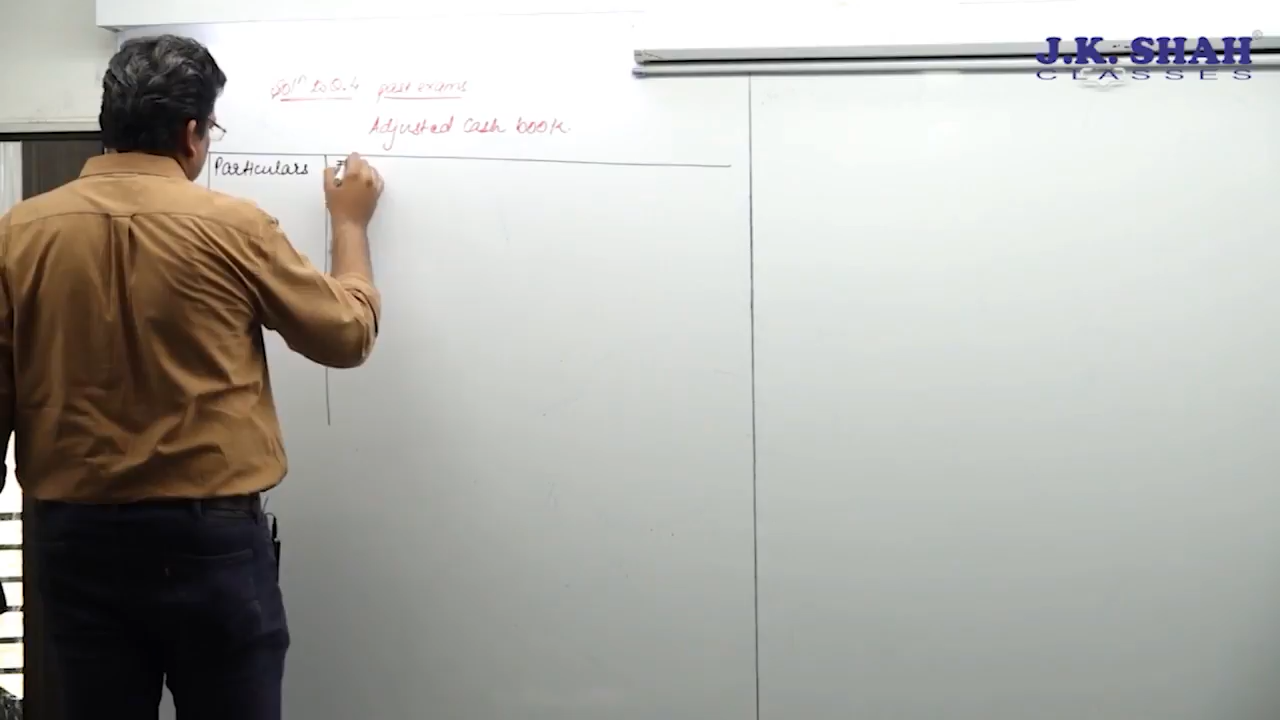 J.K. SHAH®
CLASSES
Solⁿ to Q.4 past exams
Adjusted Cash book.
Particulars ₹